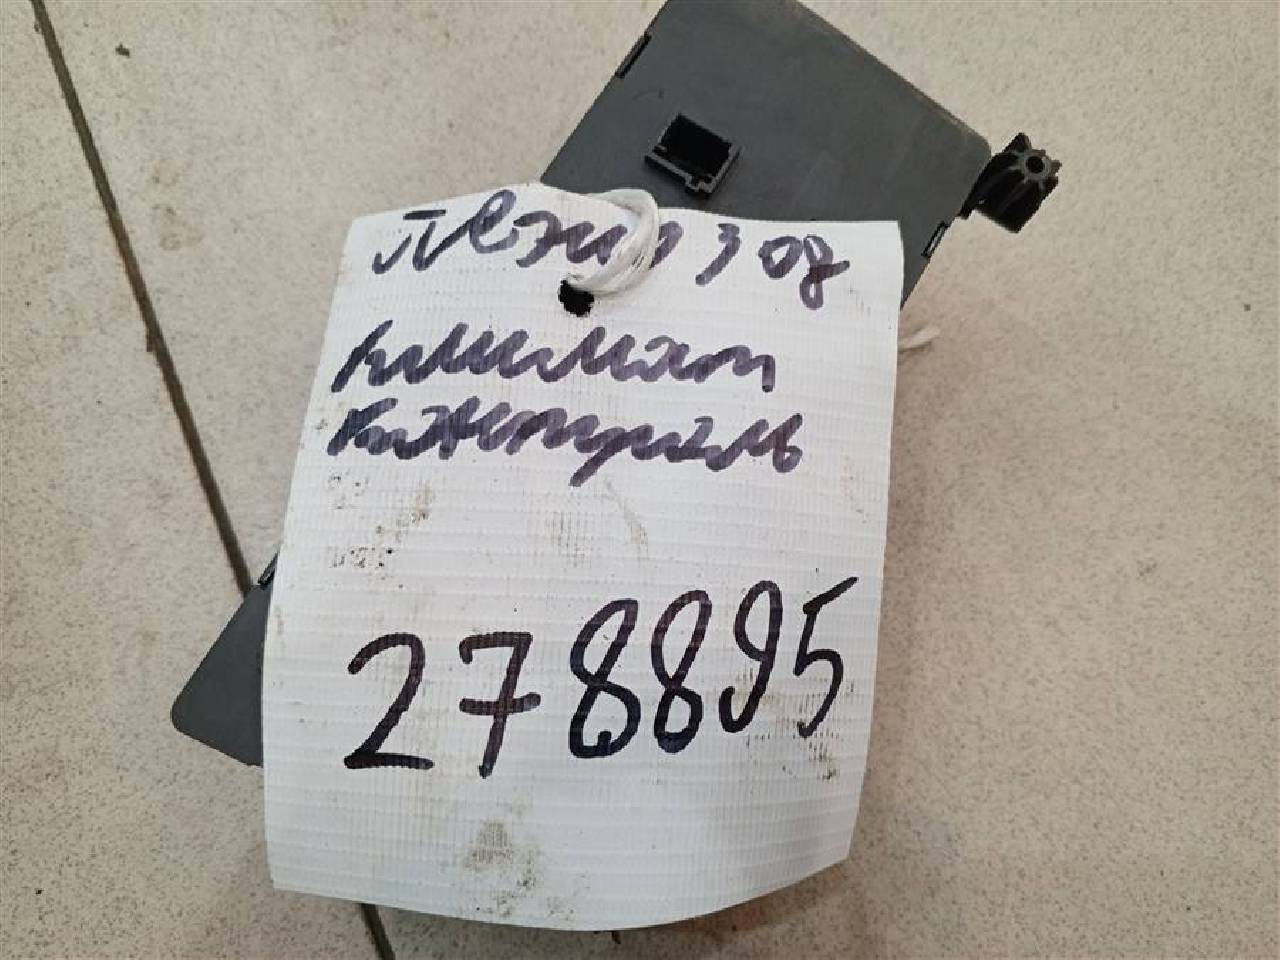 Пежо 308
климат
контроль
278895